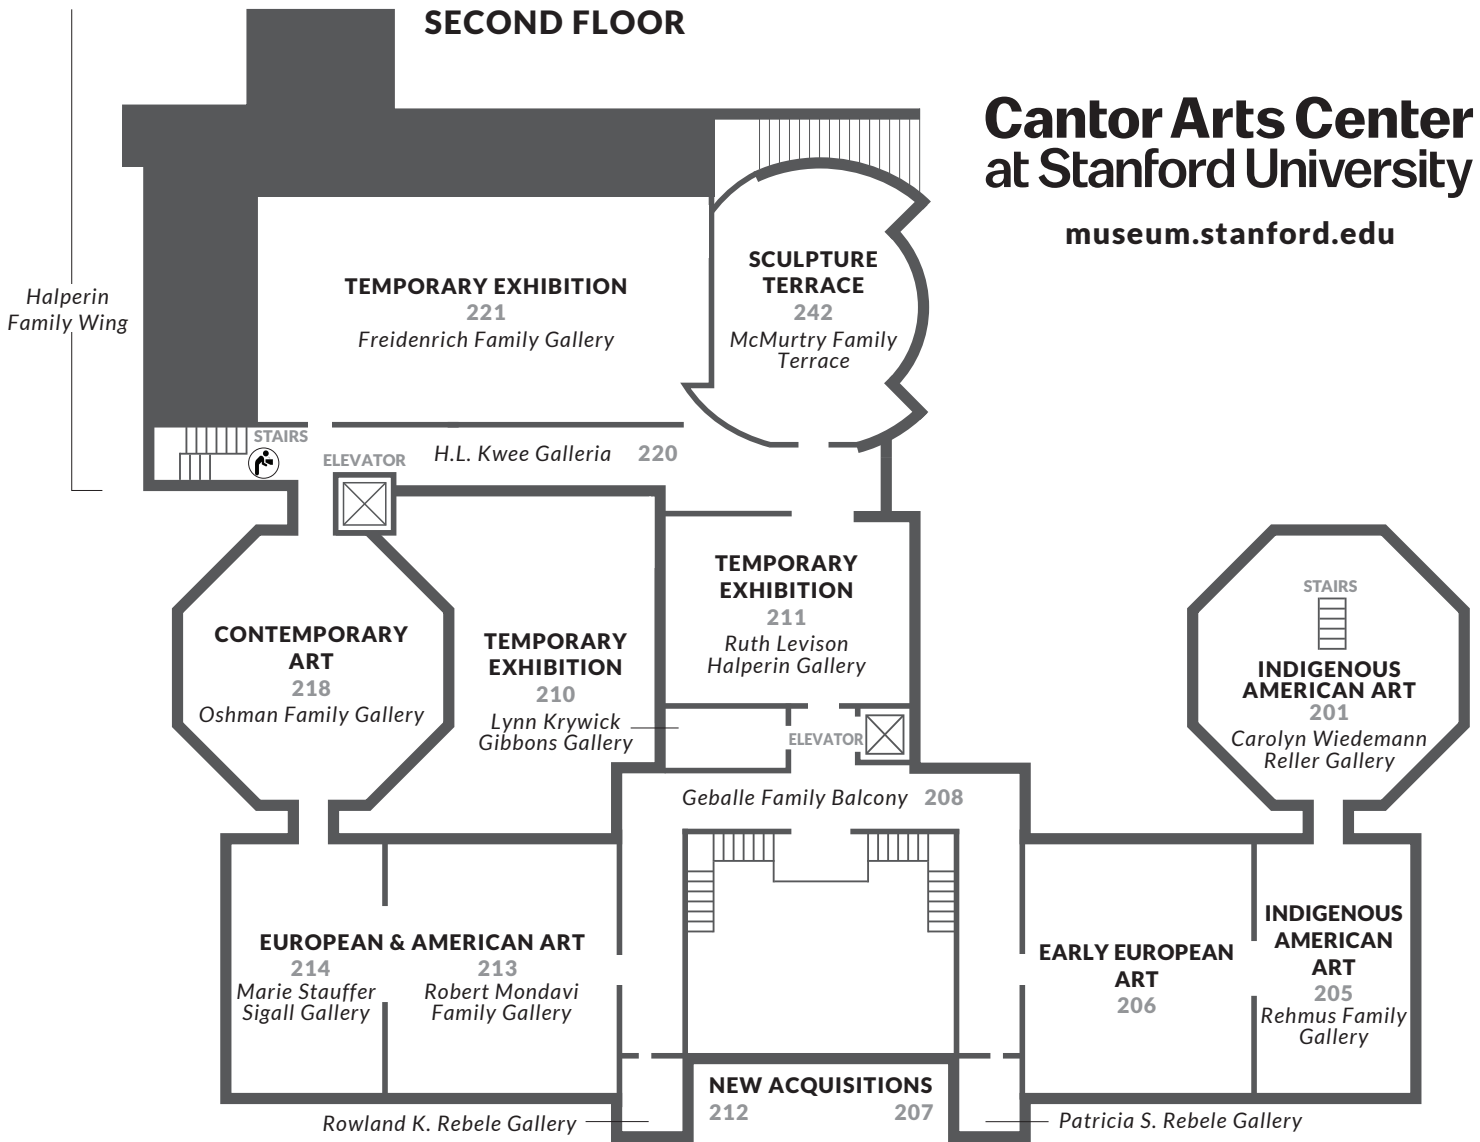 SECOND FLOOR
Cantor Arts Center
at Stanford University
museum.stanford.edu
Halperin
Family Wing
TEMPORARY EXHIBITION
221
Freidenrich Family Gallery
SCULPTURE
TERRACE
242
McMurtry Family
Terrace
STAIRS
ELEVATOR
H.L. Kwee Galleria 220
CONTEMPORARY
ART
218
Oshman Family Gallery
TEMPORARY
EXHIBITION
210
Lynn Krywick
Gibbons Gallery
TEMPORARY
EXHIBITION
211
Ruth Levison
Halperin Gallery
ELEVATOR
STAIRS
INDIGENOUS
AMERICAN ART
201
Carolyn Wiedemann
Reller Gallery
Geballe Family Balcony 208
EUROPEAN & AMERICAN ART
214
Marie Stauffer
Sigall Gallery
213
Robert Mondavi
Family Gallery
EARLY EUROPEAN
ART
206
INDIGENOUS
AMERICAN
ART
205
Rehmus Family
Gallery
NEW ACQUISITIONS
212 207
Rowland K. Rebele Gallery
Patricia S. Rebele Gallery